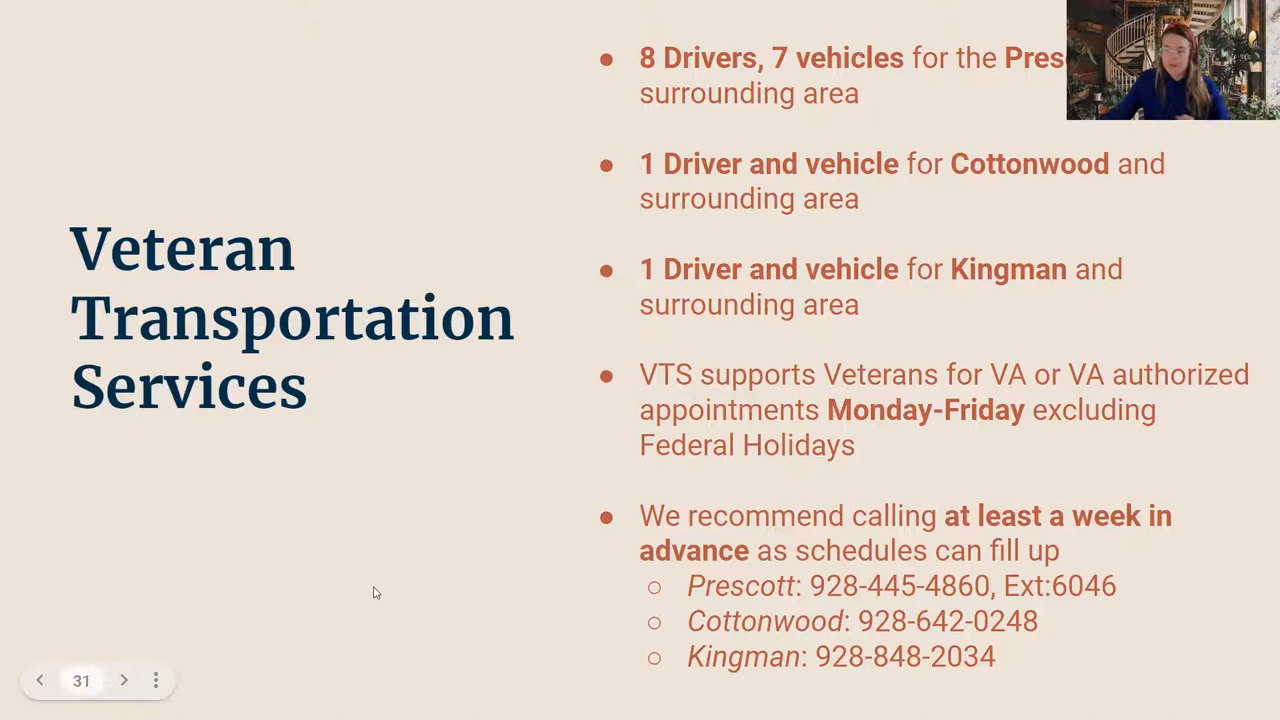 Veteran
Transportation
Services
● 8 Drivers, 7 vehicles for the Pres
surrounding area
● 1 Driver and vehicle for Cottonwood and
surrounding area
● 1 Driver and vehicle for Kingman and
surrounding area
● VTS supports Veterans for VA or VA authorized
appointments Monday-Friday excluding
Federal Holidays
● We recommend calling at least a week in
advance as schedules can fill up
○ Prescott: 928-445-4860, Ext:6046
○ Cottonwood: 928-642-0248
○ Kingman: 928-848-2034
31